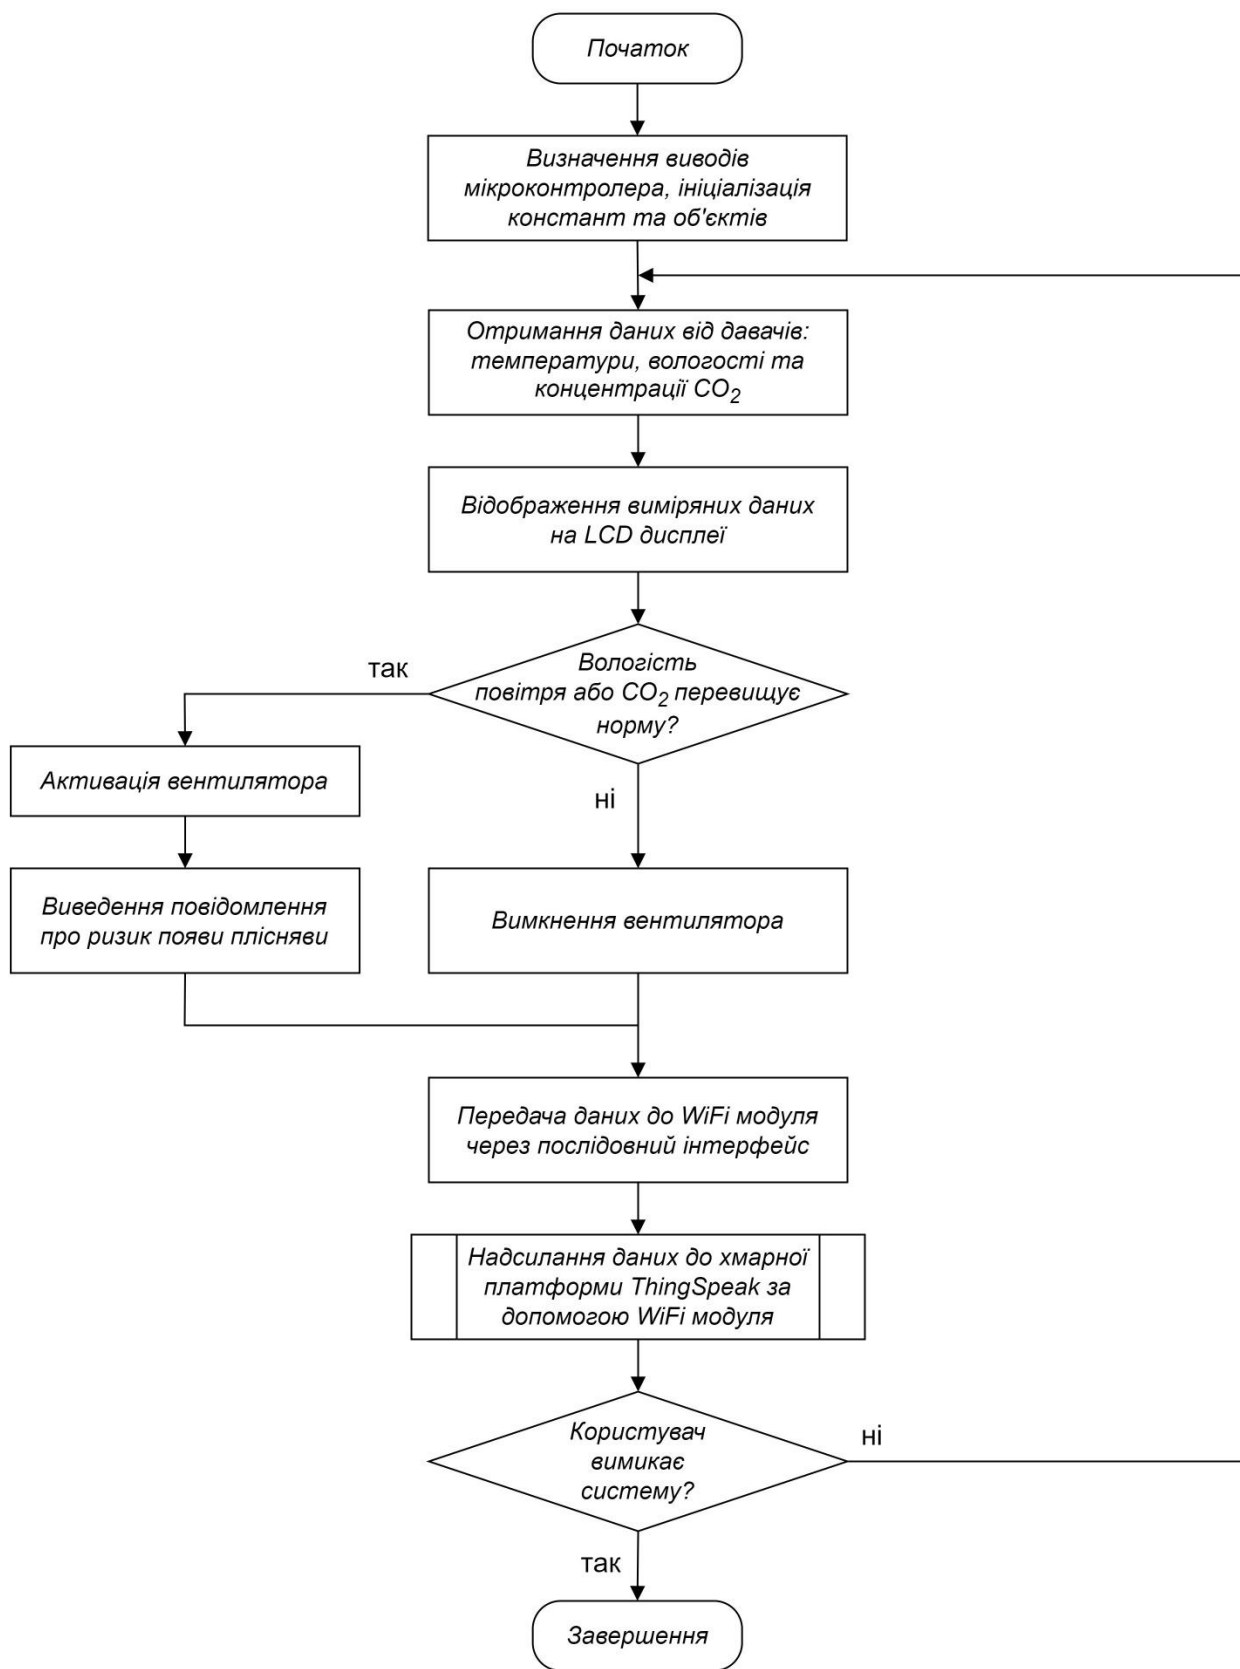 Початок
Визначення виводів
мікроконтролера, ініціалізація
констант та об'єктів
Отримання даних від давачів:
температури, вологості та
концентрації CO2
Відображення виміряних даних
на LCD дисплеї
Вологість
повітря або CO2 перевищує
норму?
так
ні
Активація вентилятора
Виведення повідомлення
про ризик появи плісняви
Вимкнення вентилятора
Передача даних до WiFi модуля
через послідовний інтерфейс
Надсилання даних до хмарної
платформи ThingSpeak за
допомогою WiFi модуля
Користувач
вимикає
систему?
ні
так
Завершення